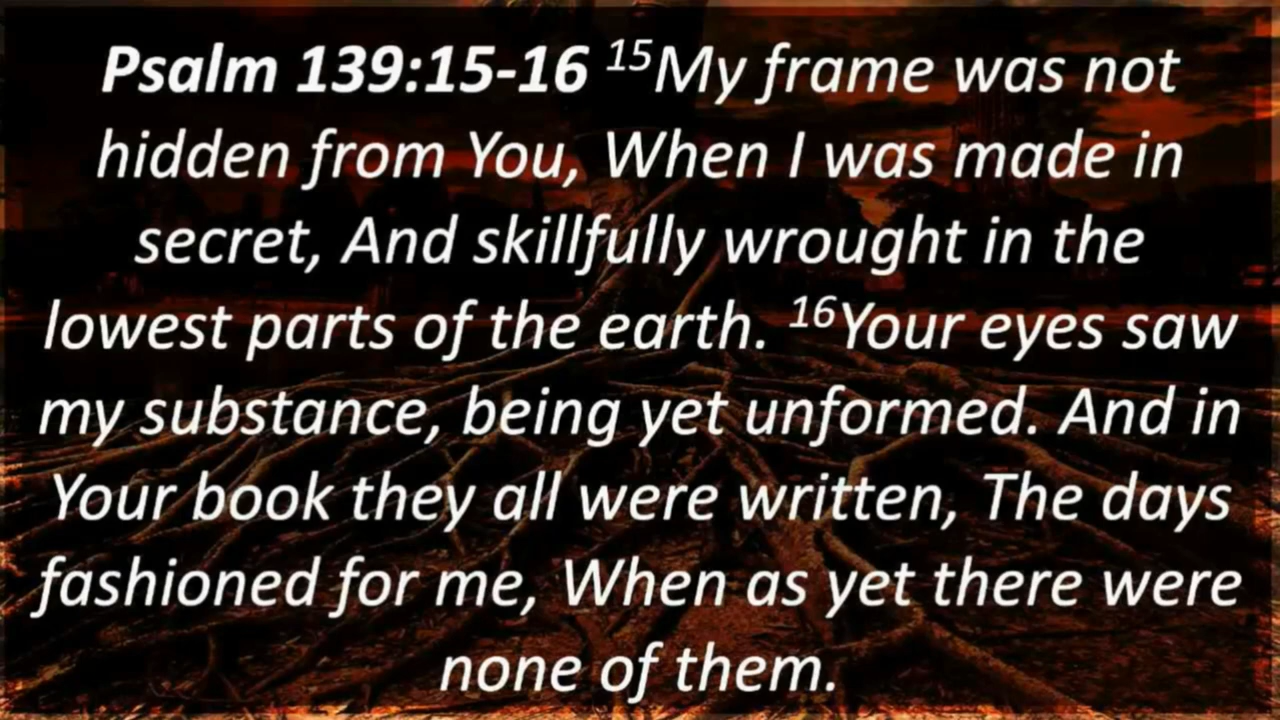 Psalm 139:15-16 ¹⁵My frame was not
hidden from You, When I was made in
secret, And skillfully wrought in the
lowest parts of the earth. ¹⁶Your eyes saw
my substance, being yet unformed. And in
Your book they all were written, The days
fashioned for me, When as yet there were
none of them.